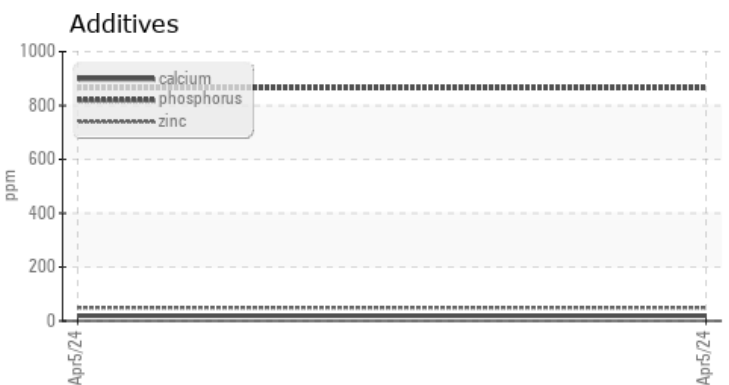 Additives
1000
calcium
phosphorus
800
zinc
600
ppm
400
200
0
Apr5/24
Apr5/24